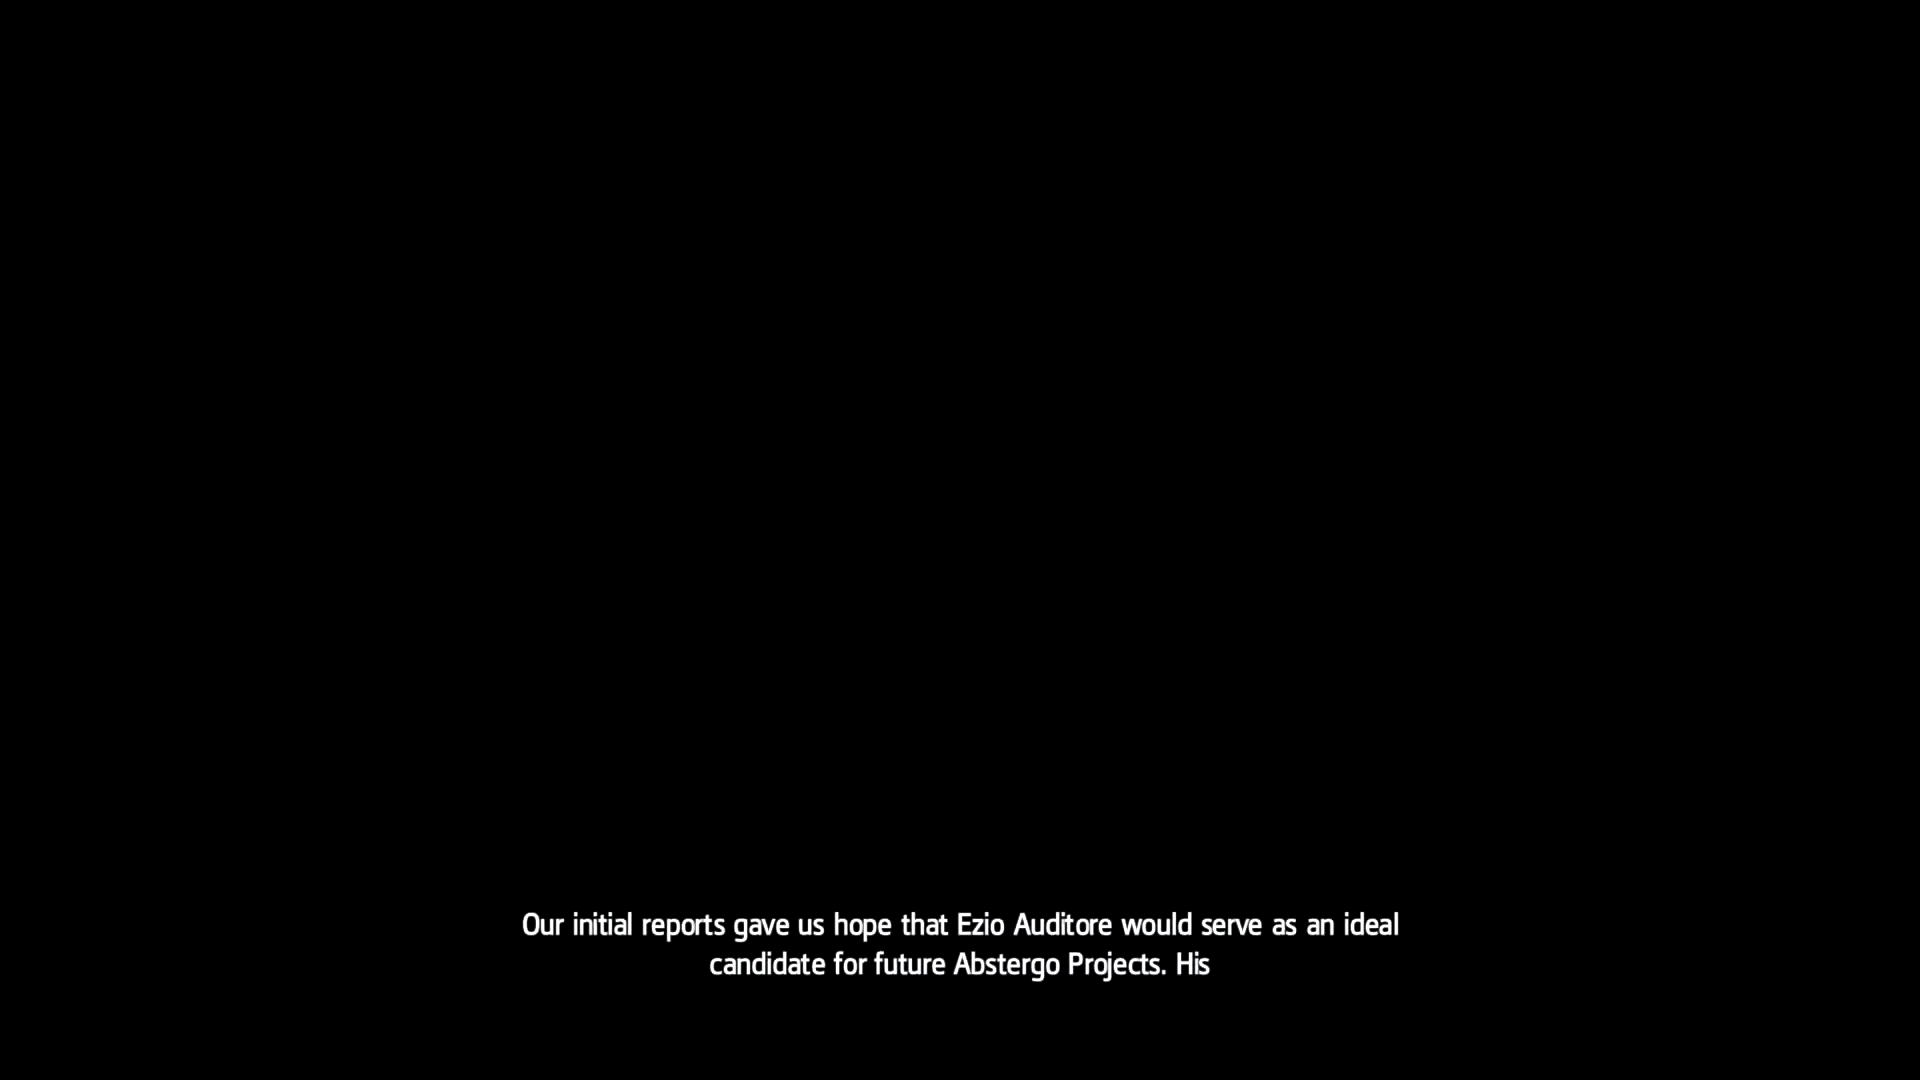 Our initial reports gave us hope that Ezio Auditore would serve as an ideal
candidate for future Abstergo Projects. His